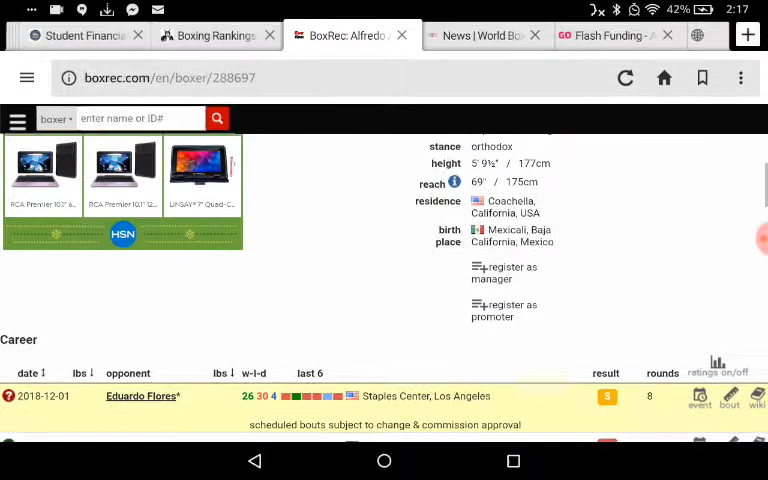 ... 42% 2:17
Student Financia
Boxing Rankings
BoxRec: Alfredo
News | World Bo
GO Flash Funding - A
boxrec.com/en/boxer/288697
boxer enter name or ID#
stance orthodox
height 5' 9½" / 177cm
reach 69" / 175cm
residence Coachella, California, USA
birth place Mexicali, Baja California, Mexico
RCA Premier 10.1" 6...
RCA Premier 10.1" 12...
LINSAY® 7" Quad-C...
HSN
register as manager
register as promoter
Career
ratings on/off
date lbs opponent lbs w-l-d last 6 result rounds
2018-12-01 Eduardo Flores* 26 30 4 Staples Center, Los Angeles S 8
event bout wiki
scheduled bouts subject to change & commission approval